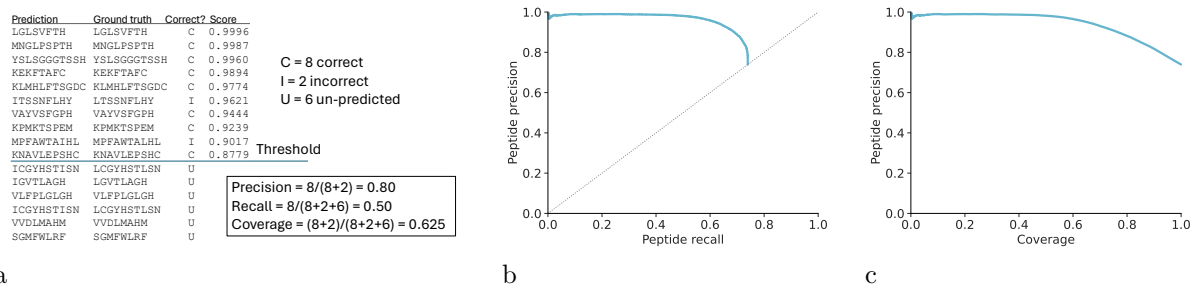 Prediction Ground truth Correct? Score
LGLSVFTH LGLSVFTH C 0.9996
MNGLPSPTH MNGLPSPTH C 0.9987
YSLSGGGTSSH YSLSGGGTSSH C 0.9960
KEKFTAFC KEKFTAFC C 0.9894
KLMHLFTSGDC KLMHLFTSGDC C 0.9774
ITSSNFLHY LTSSNFLHY I 0.9621
VAYVSFGPH VAYVSFGPH C 0.9444
KPMKTSPEM KPMKTSPEM C 0.9239
MPFAWTAIHL MPFAWTALHL I 0.9017
KNAVLEPSHC KNAVLEPSHC C 0.8779
Threshold
ICGYHSTISN LCGYHSTLSN U
IGVTLAGH LGVTLAGH U
VLFPLGLGH VLFPLGLGH U
ICGYHSTISN LCGYHSTLSN U
VVDLMAHM VVDLMAHM U
SGMFWLRF SGMFWLRF U
C = 8 correct
I = 2 incorrect
U = 6 un-predicted
Precision = 8/(8+2) = 0.80
Recall = 8/(8+2+6) = 0.50
Coverage = (8+2)/(8+2+6) = 0.625
a
Peptide precision
1.0
0.8
0.6
0.4
0.2
0.0
0.0 0.2 0.4 0.6 0.8 1.0
Peptide recall
b
Peptide precision
1.0
0.8
0.6
0.4
0.2
0.0
0.0 0.2 0.4 0.6 0.8 1.0
Coverage
c